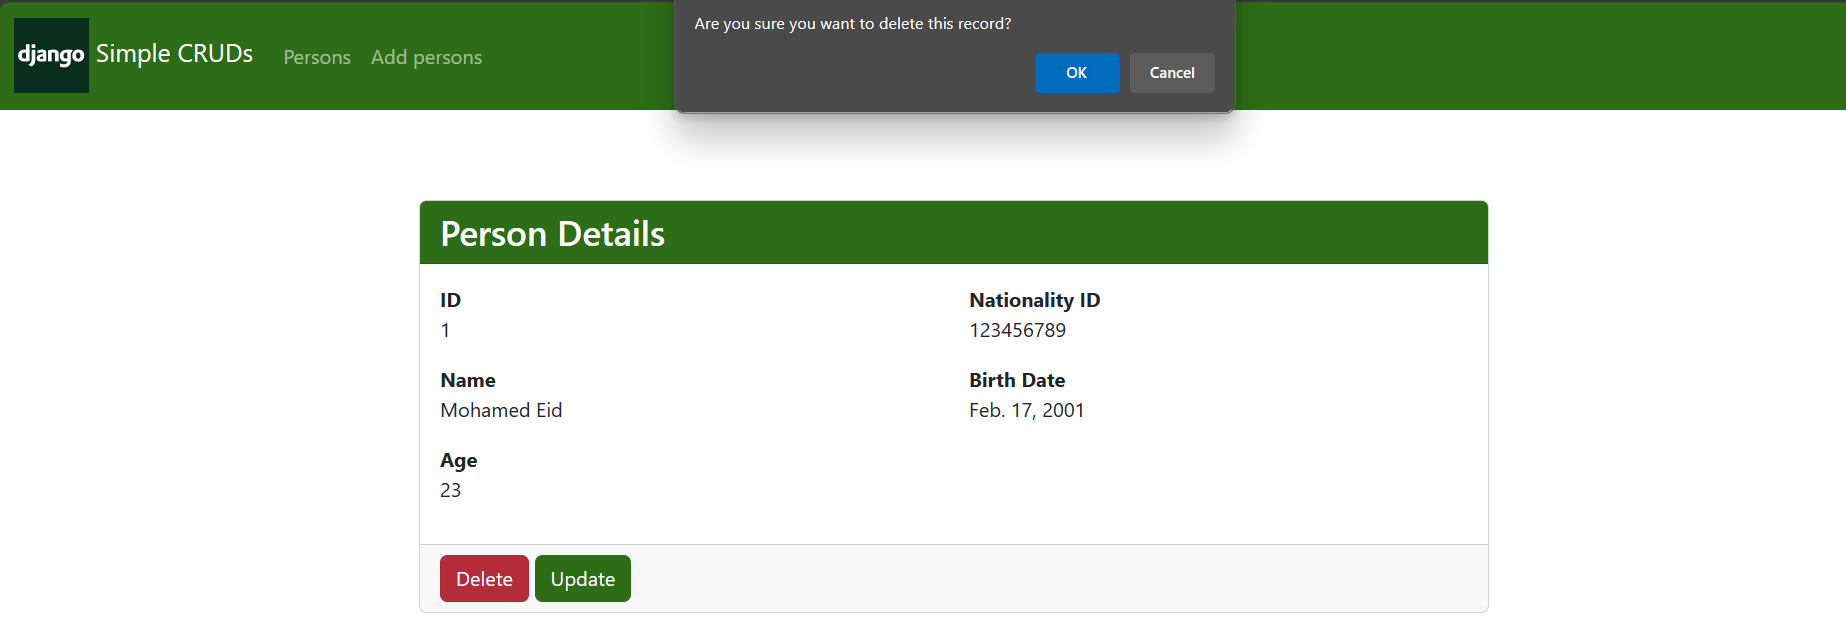 Are you sure you want to delete this record?
OK Cancel
django Simple CRUDs Persons Add persons
Person Details
ID
1
Nationality ID
123456789
Name
Mohamed Eid
Birth Date
Feb. 17, 2001
Age
23
Delete Update